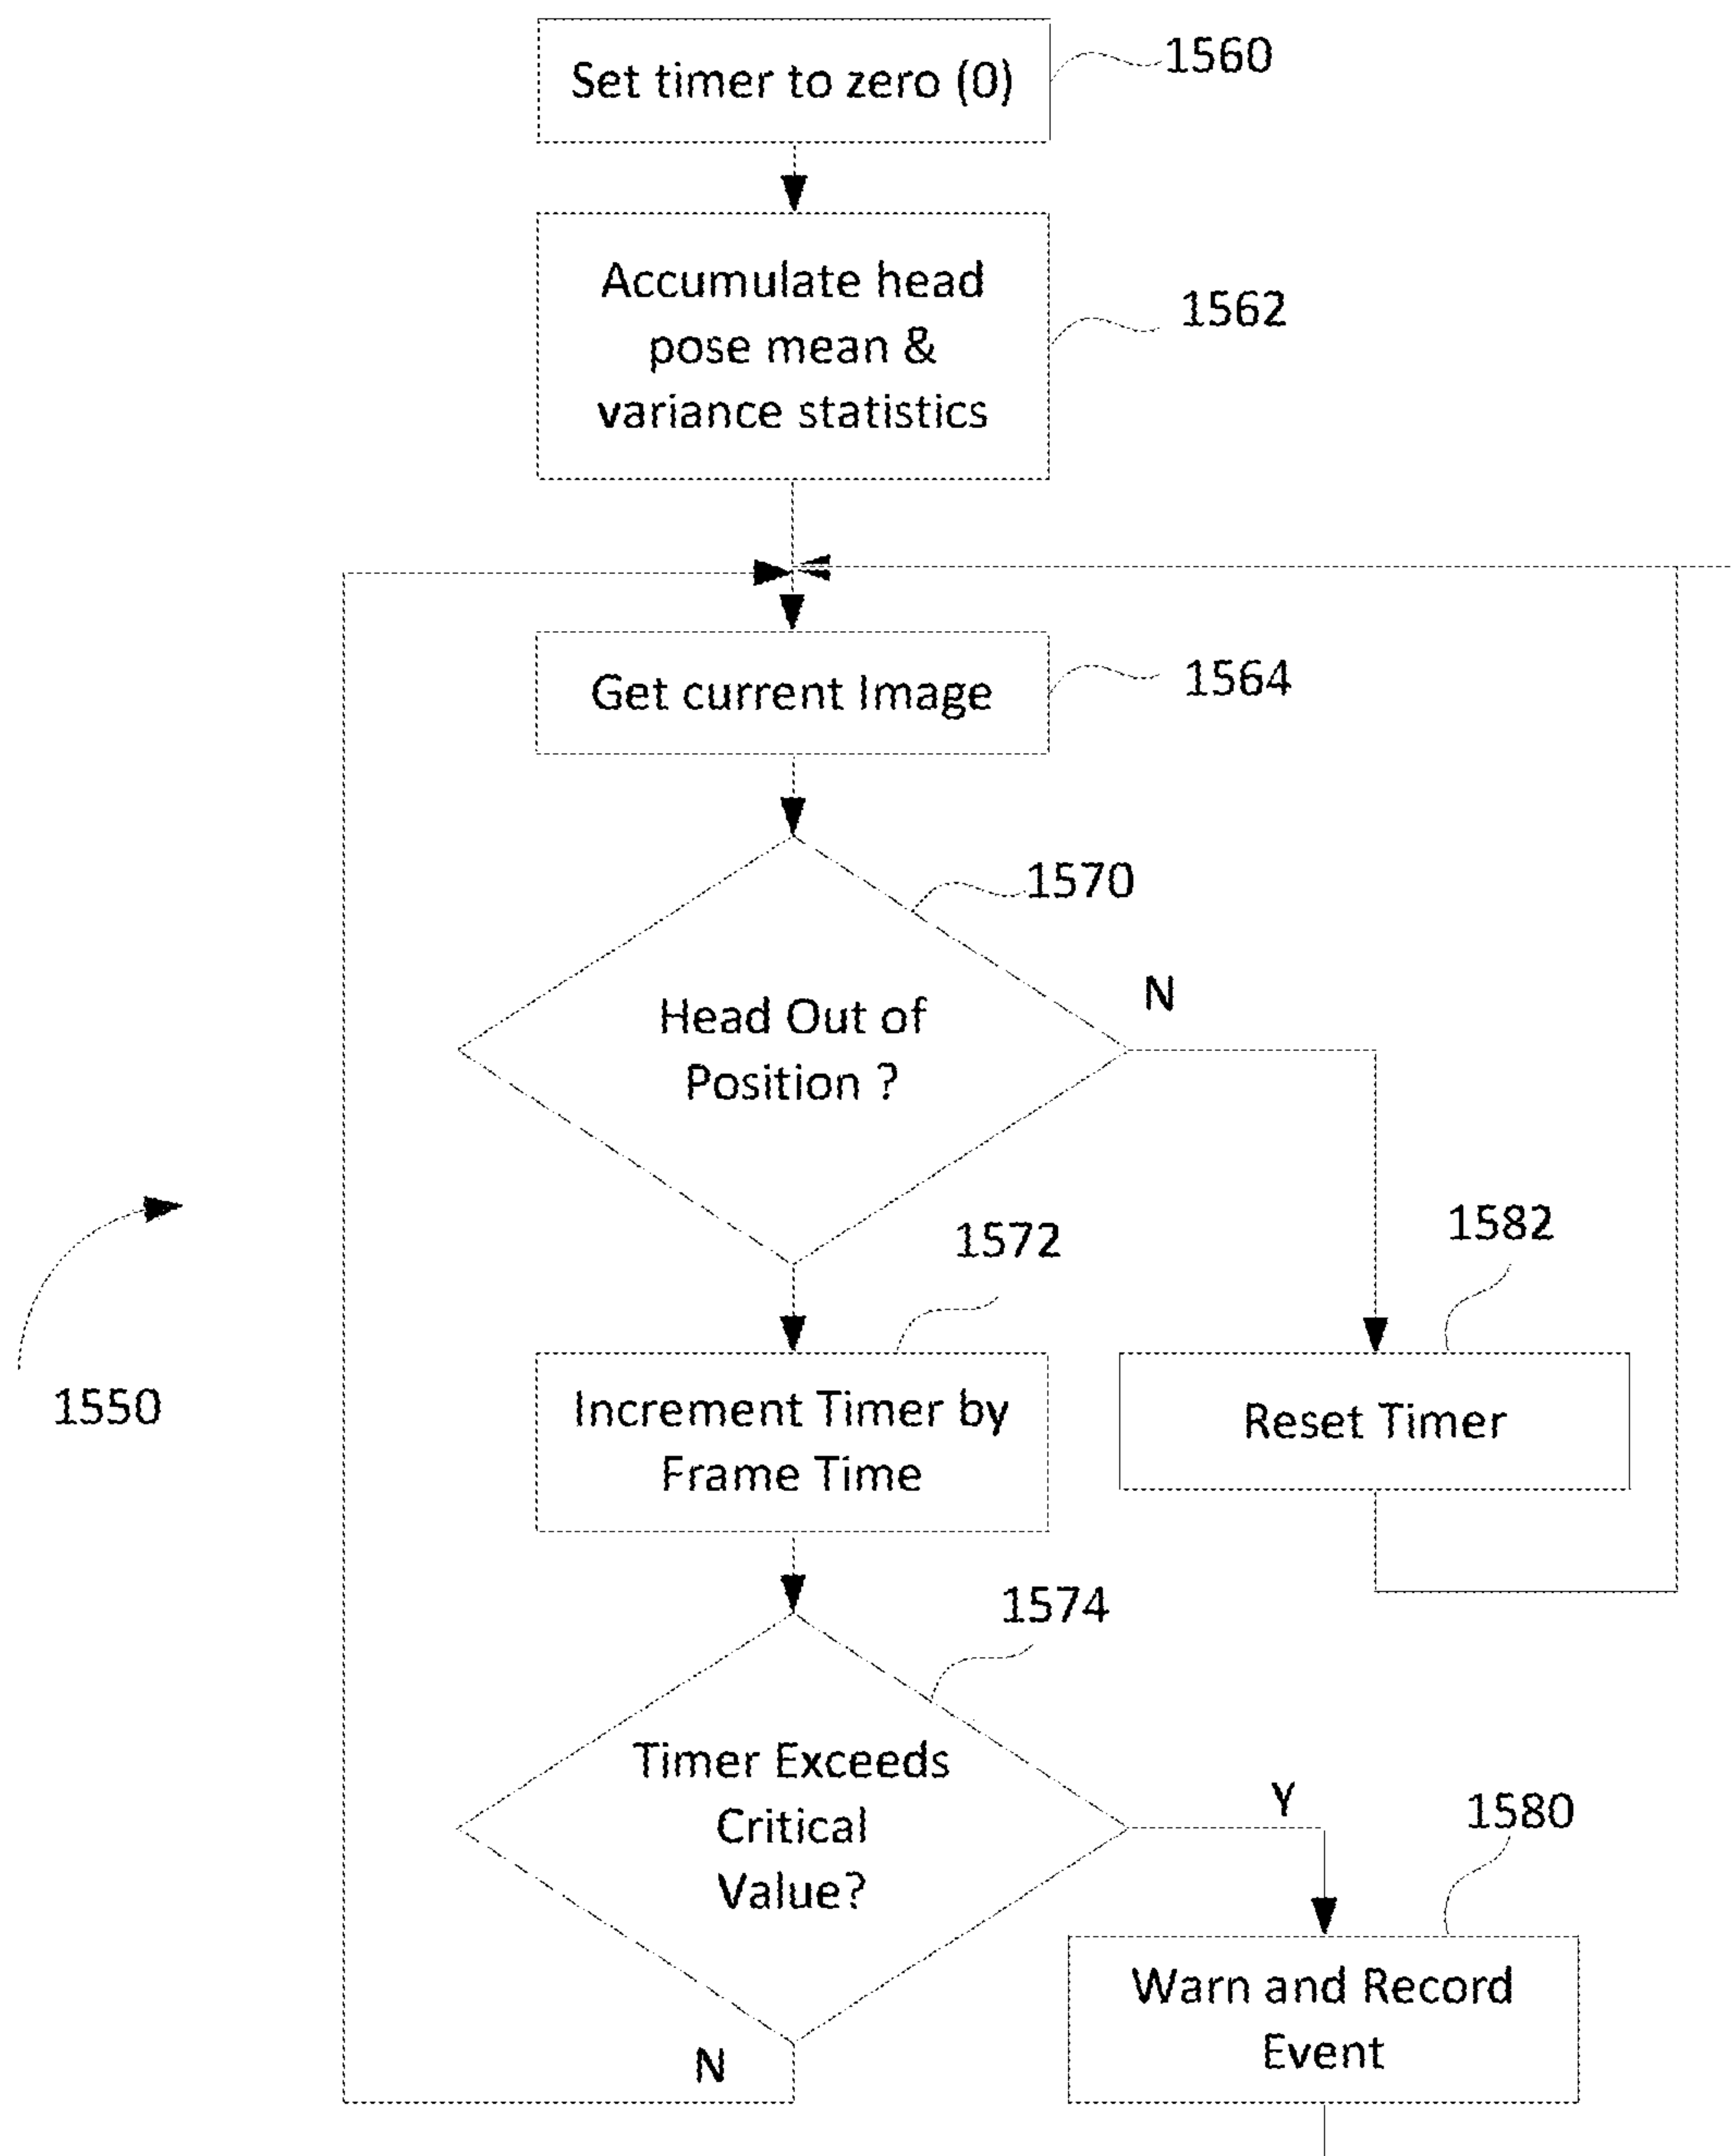 Set timer to zero (0)
1560
Accumulate head
pose mean &
variance statistics
1562
Get current Image
1564
1570
Head Out of
Position ?
N
1572
1582
1550
Increment Timer by
Frame Time
Reset Timer
1574
Timer Exceeds
Critical
Value?
Y
1580
Warn and Record
Event
N